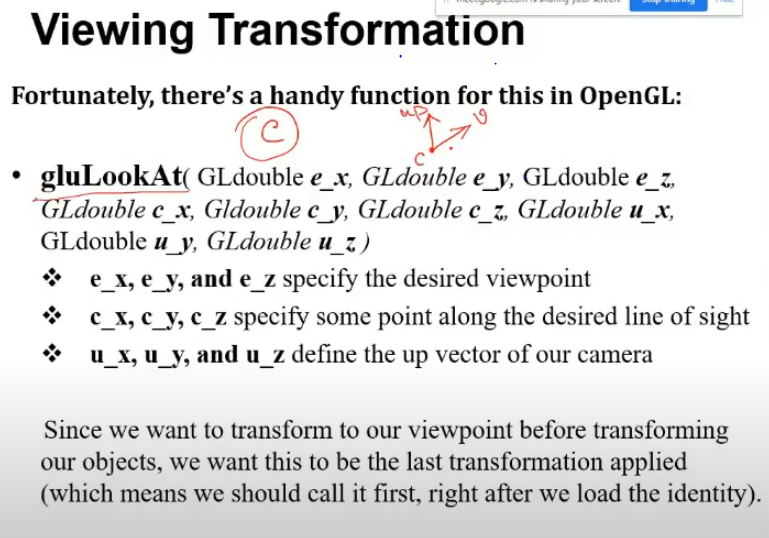 meet.google.com is sharing your screen. Stop sharing Hide
Viewing Transformation
Fortunately, there's a handy function for this in OpenGL:
C up v
c
• gluLookAt( GLdouble e_x, GLdouble e_y, GLdouble e_z,
GLdouble c_x, Gldouble c_y, GLdouble c_z, GLdouble u_x,
GLdouble u_y, GLdouble u_z )
❖ e_x, e_y, and e_z specify the desired viewpoint
❖ c_x, c_y, c_z specify some point along the desired line of sight
❖ u_x, u_y, and u_z define the up vector of our camera
Since we want to transform to our viewpoint before transforming
our objects, we want this to be the last transformation applied
(which means we should call it first, right after we load the identity).